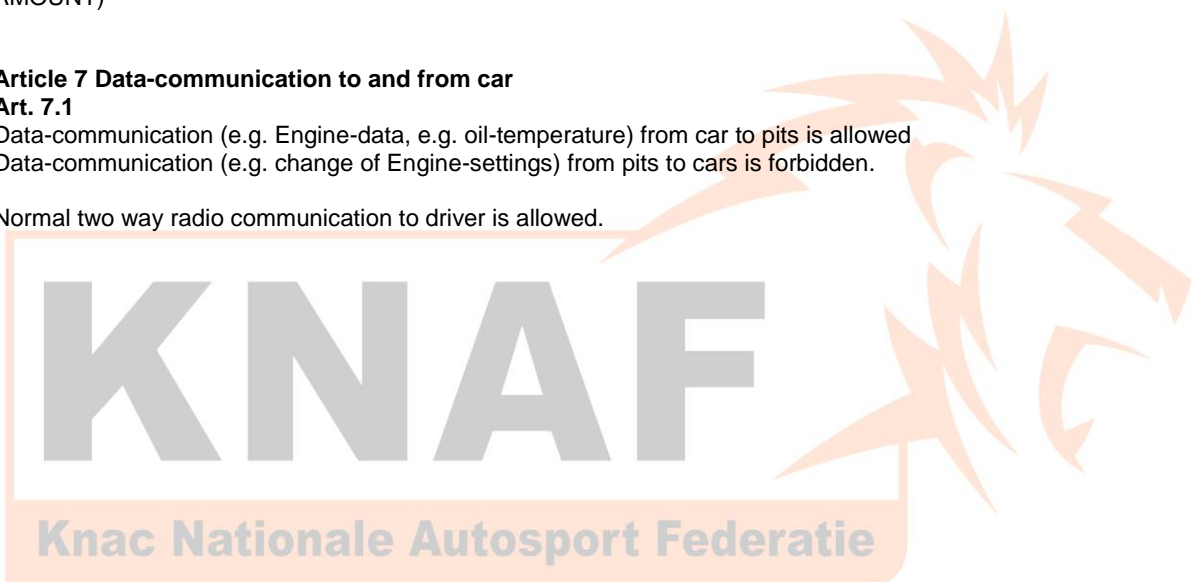 AMOUNT)
Article 7 Data-communication to and from car
Art. 7.1
Data-communication (e.g. Engine-data, e.g. oil-temperature) from car to pits is allowed
Data-communication (e.g. change of Engine-settings) from pits to cars is forbidden.
Normal two way radio communication to driver is allowed.
KNAF
Knac Nationale Autosport Federatie